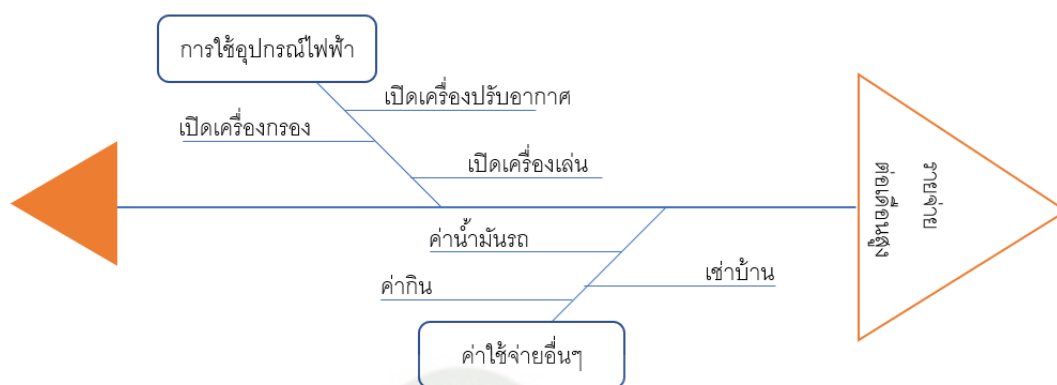 การใช้อุปกรณ์ไฟฟ้า
เปิดเครื่องปรับอากาศ
เปิดเครื่องกรอง
เปิดเครื่องเล่น
รายจ่าย
ต่อเดือนสูง
ค่าน้ำมันรถ
เช่าบ้าน
ค่ากิน
ค่าใช้จ่ายอื่นๆ